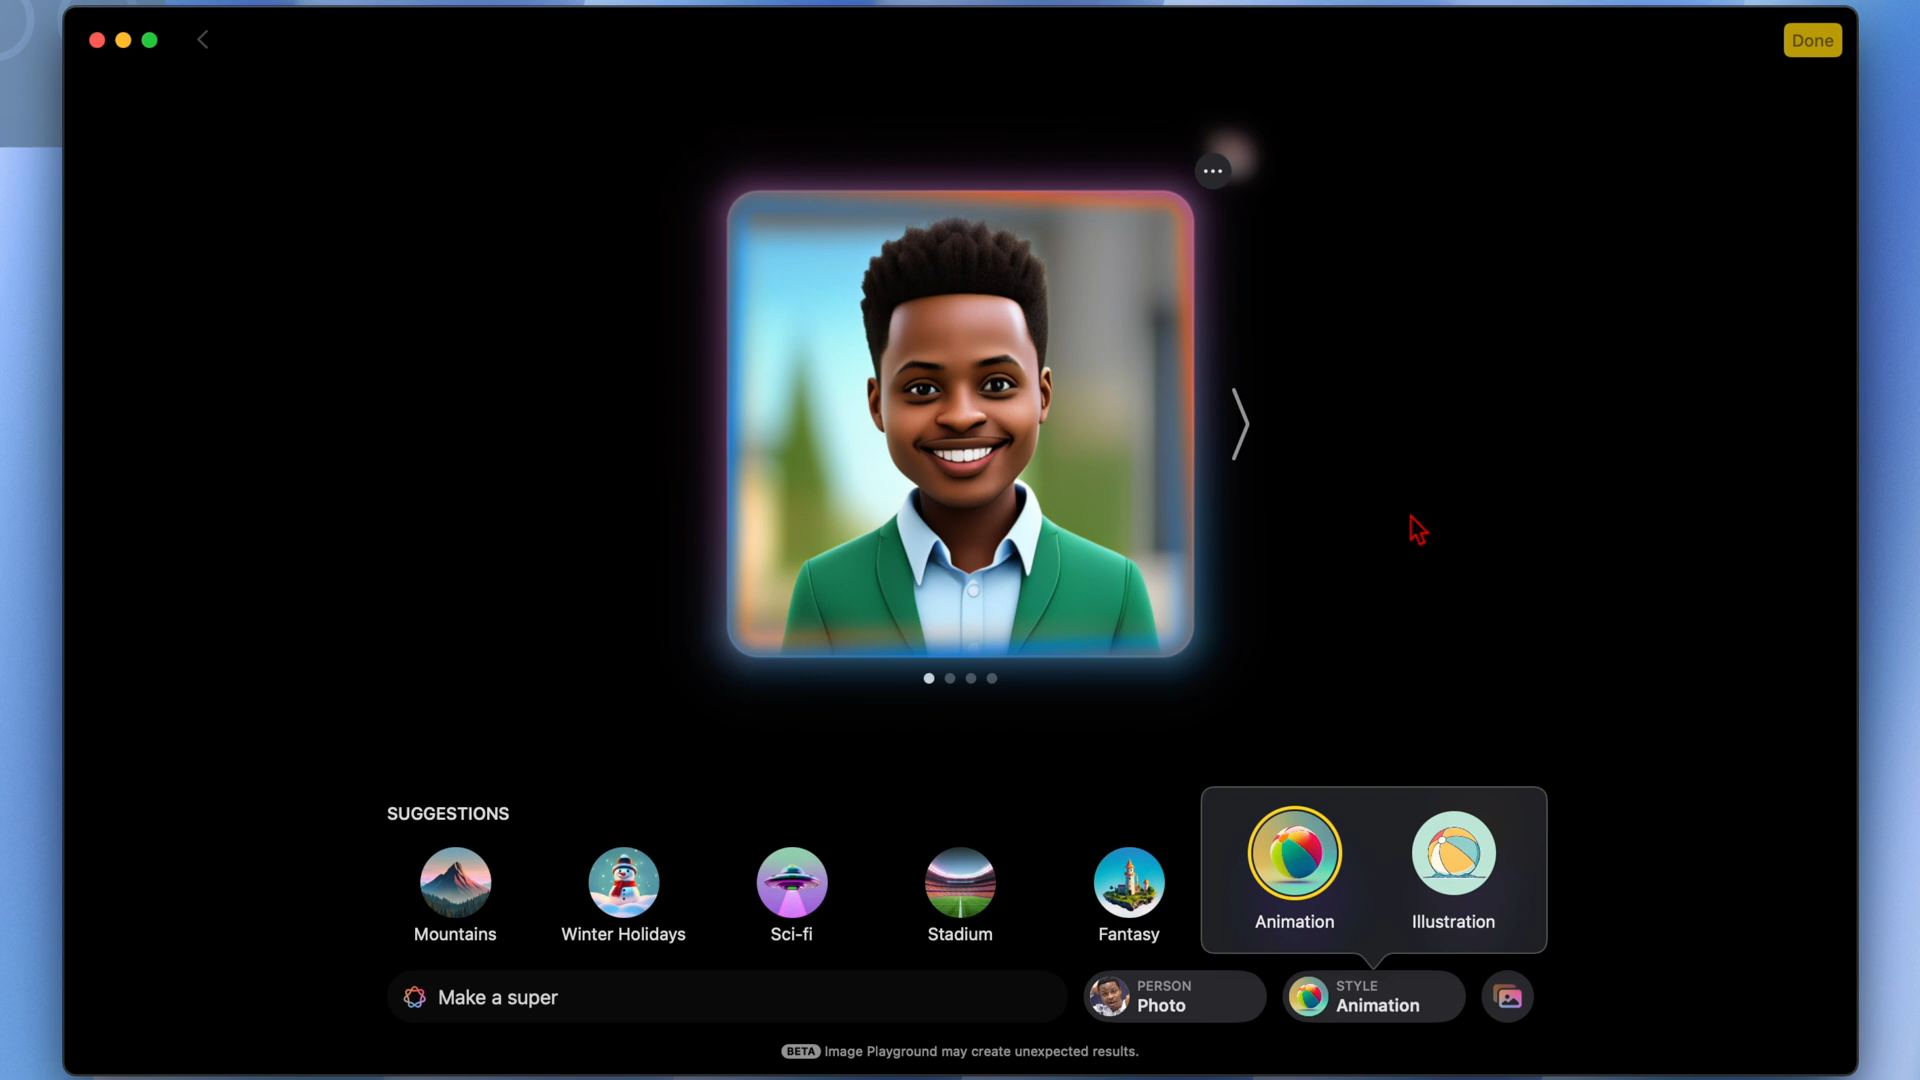 Done
SUGGESTIONS
Mountains
Winter Holidays
Sci-fi
Stadium
Fantasy
Animation
Illustration
Make a super
PERSON
Photo
STYLE
Animation
BETA Image Playground may create unexpected results.